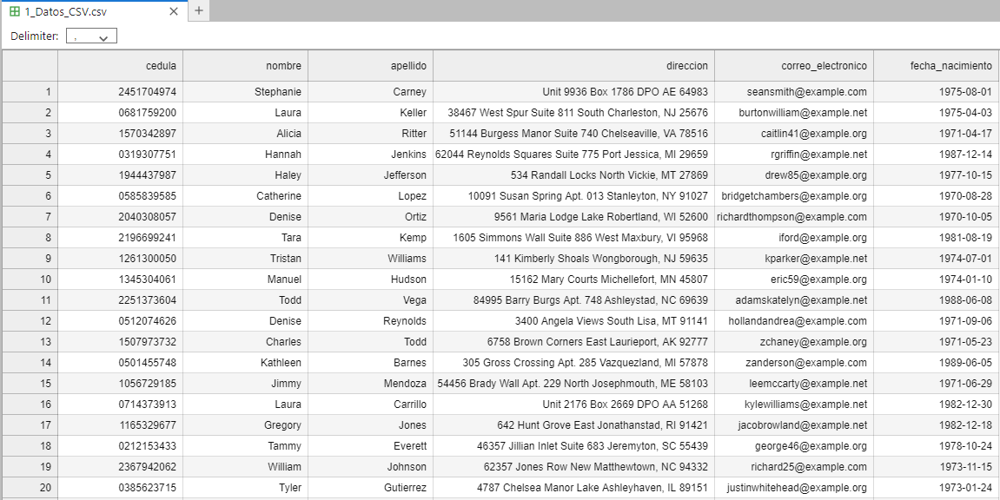 1_Datos_CSV.csv
Delimiter: ,
cedula nombre apellido direccion correo_electronico fecha_nacimiento
1 2451704974 Stephanie Carney Unit 9936 Box 1786 DPO AE 64983 seansmith@example.com 1975-08-01
2 0681759200 Laura Keller 38467 West Spur Suite 811 South Charleston, NJ 25676 burtonwilliam@example.net 1975-04-03
3 1570342897 Alicia Ritter 51144 Burgess Manor Suite 740 Chelseaville, VA 78516 caitlin41@example.org 1971-04-17
4 0319307751 Hannah Jenkins 62044 Reynolds Squares Suite 775 Port Jessica, MI 29659 rgriffin@example.net 1987-12-14
5 1944437987 Haley Jefferson 534 Randall Locks North Vickie, MT 27869 drew85@example.org 1977-10-15
6 0585839585 Catherine Lopez 10091 Susan Spring Apt. 013 Stanleyton, NY 91027 bridgetchambers@example.org 1970-08-28
7 2040308057 Denise Ortiz 9561 Maria Lodge Lake Robertland, WI 52600 richardthompson@example.com 1970-10-05
8 2196699241 Tara Kemp 1605 Simmons Wall Suite 886 West Maxbury, VI 95968 iford@example.org 1981-08-19
9 1261300050 Tristan Williams 141 Kimberly Shoals Wongborough, NJ 59635 kparker@example.net 1974-07-01
10 1345304061 Manuel Hudson 15162 Mary Courts Michellefort, MN 45807 eric59@example.org 1974-01-10
11 2251373604 Todd Vega 84995 Barry Burgs Apt. 748 Ashleystad, NC 69639 adamskatelyn@example.net 1988-06-08
12 0512074626 Denise Reynolds 3400 Angela Views South Lisa, MT 91141 hollandandrea@example.com 1971-09-06
13 1507973732 Charles Todd 6758 Brown Corners East Laurieport, AK 92777 zchaney@example.org 1971-05-23
14 0501455748 Kathleen Barnes 305 Gross Crossing Apt. 285 Vazquezland, MI 57878 zanderson@example.com 1989-06-05
15 1056729185 Jimmy Mendoza 54456 Brady Wall Apt. 229 North Josephmouth, ME 58103 leemccarty@example.net 1971-06-29
16 0714373913 Laura Carrillo Unit 2176 Box 2669 DPO AA 51268 kylewilliams@example.net 1982-12-30
17 1165329677 Gregory Jones 642 Hunt Grove East Jonathanstad, RI 91421 jacobrowland@example.net 1982-12-18
18 0212153433 Tammy Everett 46357 Jillian Inlet Suite 683 Jeremyton, SC 55439 george46@example.org 1978-10-24
19 2367942062 William Johnson 62357 Jones Row New Matthewtown, NC 94332 richard25@example.com 1973-11-15
20 0385623715 Tyler Gutierrez 4787 Chelsea Manor Lake Ashleyhaven, IL 89151 justinwhitehead@example.com 1973-01-24